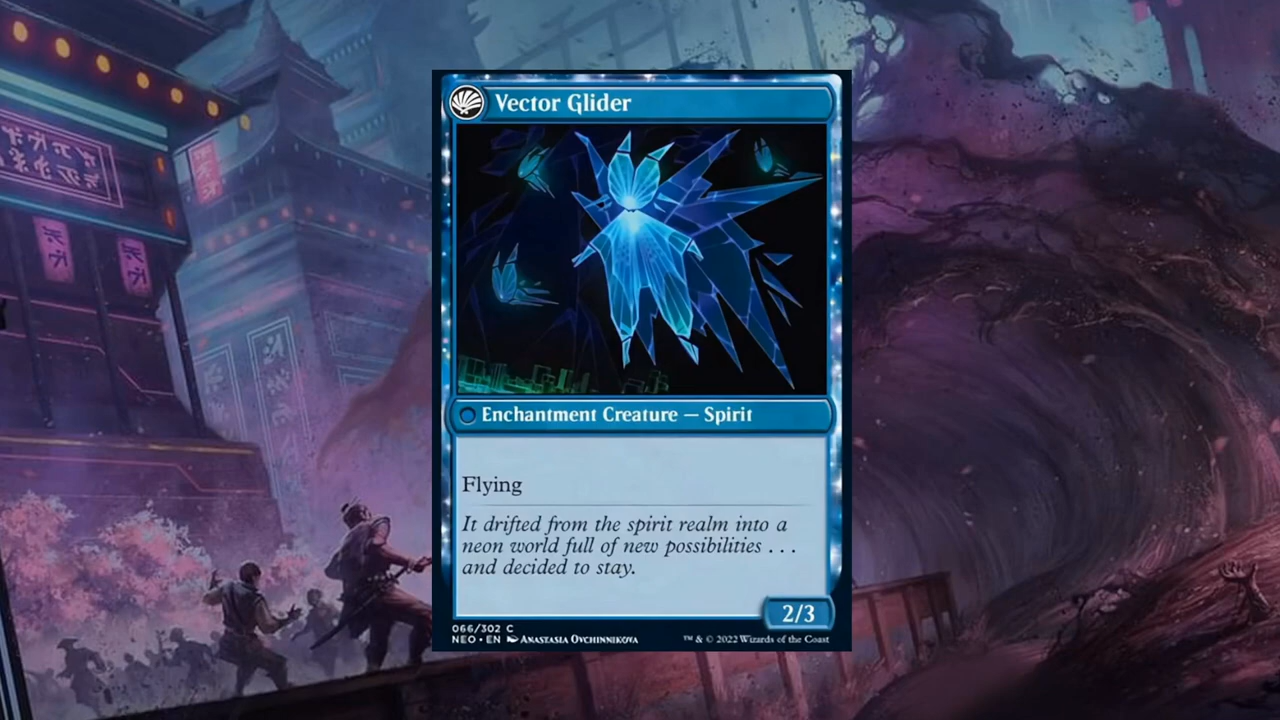 Vector Glider
Enchantment Creature — Spirit
Flying
It drifted from the spirit realm into a
neon world full of new possibilities . . .
and decided to stay.
2/3
066/302 C
NEO • EN Anastasia Ovchinnikova
™ & © 2022 Wizards of the Coast